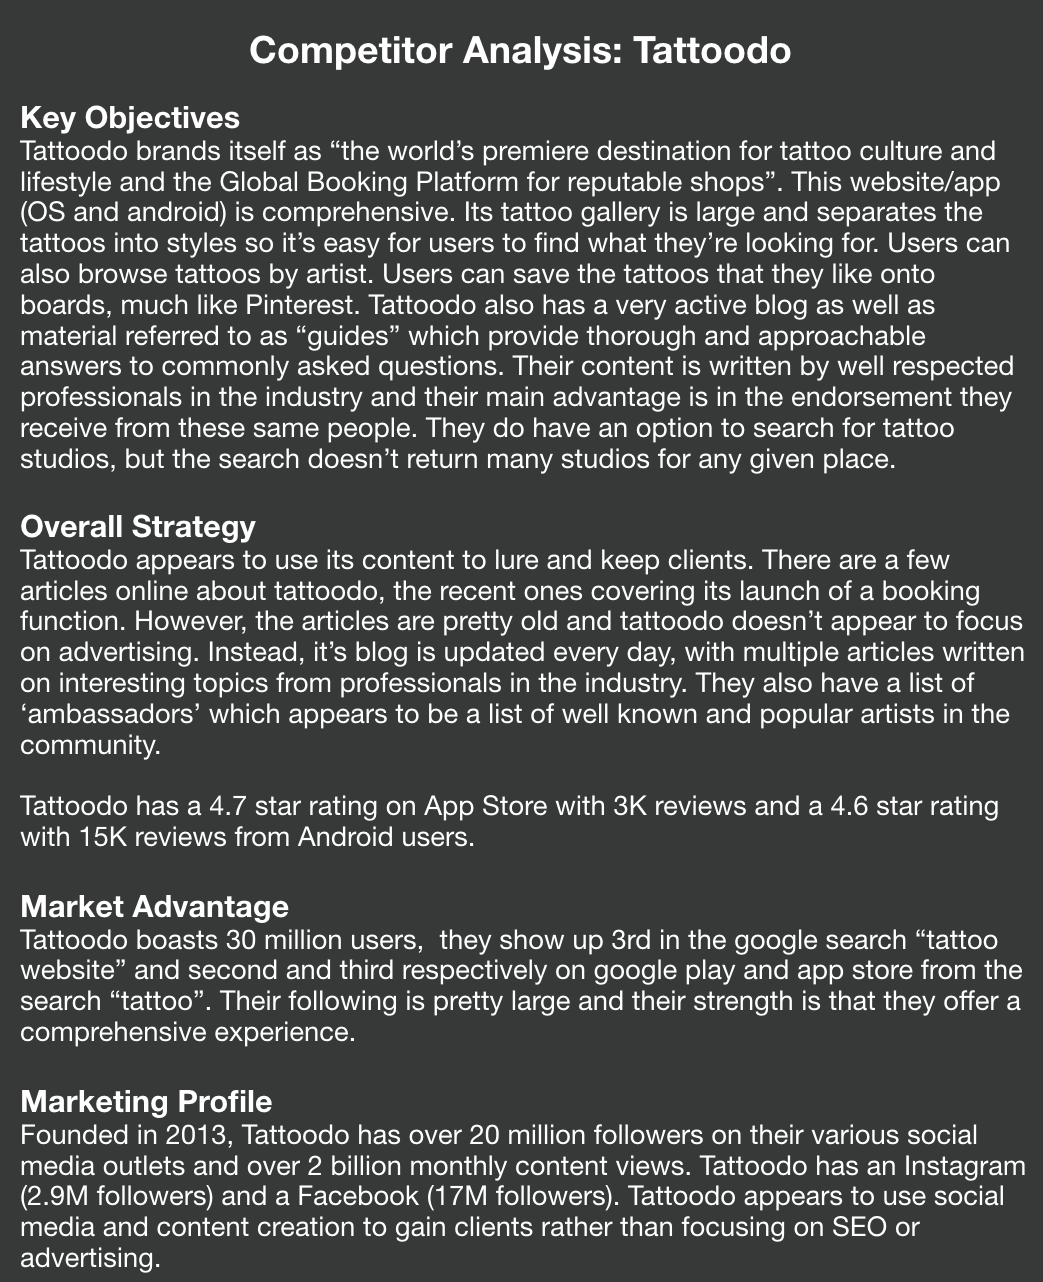 Competitor Analysis: Tattoodo
Key Objectives
Tattoodo brands itself as “the world’s premiere destination for tattoo culture and
lifestyle and the Global Booking Platform for reputable shops”. This website/app
(OS and android) is comprehensive. Its tattoo gallery is large and separates the
tattoos into styles so it’s easy for users to find what they’re looking for. Users can
also browse tattoos by artist. Users can save the tattoos that they like onto
boards, much like Pinterest. Tattoodo also has a very active blog as well as
material referred to as “guides” which provide thorough and approachable
answers to commonly asked questions. Their content is written by well respected
professionals in the industry and their main advantage is in the endorsement they
receive from these same people. They do have an option to search for tattoo
studios, but the search doesn’t return many studios for any given place.
Overall Strategy
Tattoodo appears to use its content to lure and keep clients. There are a few
articles online about tattoodo, the recent ones covering its launch of a booking
function. However, the articles are pretty old and tattoodo doesn’t appear to focus
on advertising. Instead, it’s blog is updated every day, with multiple articles written
on interesting topics from professionals in the industry. They also have a list of
‘ambassadors’ which appears to be a list of well known and popular artists in the
community.
Tattoodo has a 4.7 star rating on App Store with 3K reviews and a 4.6 star rating
with 15K reviews from Android users.
Market Advantage
Tattoodo boasts 30 million users,  they show up 3rd in the google search “tattoo
website” and second and third respectively on google play and app store from the
search “tattoo”. Their following is pretty large and their strength is that they offer a
comprehensive experience.
Marketing Profile
Founded in 2013, Tattoodo has over 20 million followers on their various social
media outlets and over 2 billion monthly content views. Tattoodo has an Instagram
(2.9M followers) and a Facebook (17M followers). Tattoodo appears to use social
media and content creation to gain clients rather than focusing on SEO or
advertising.